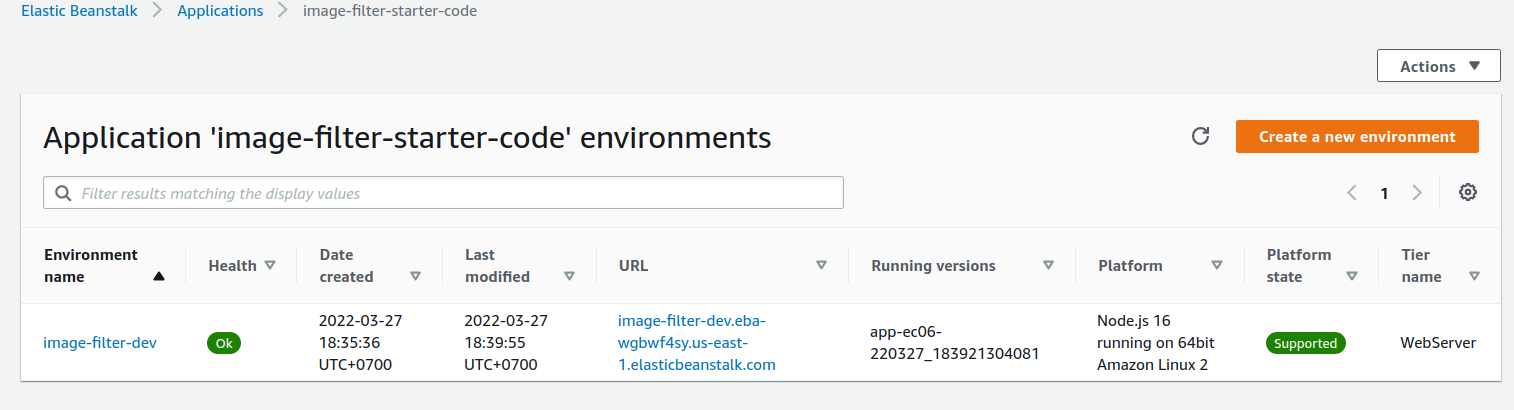 Elastic Beanstalk > Applications > image-filter-starter-code
Actions
Application 'image-filter-starter-code' environments
Create a new environment
Filter results matching the display values
1
Environment name
Health
Date created
Last modified
URL
Running versions
Platform
Platform state
Tier name
image-filter-dev
Ok
2022-03-27
18:35:36
UTC+0700
2022-03-27
18:39:55
UTC+0700
image-filter-dev.eba-
wgbwf4sy.us-east-
1.elasticbeanstalk.com
app-ec06-
220327_183921304081
Node.js 16
running on 64bit
Amazon Linux 2
Supported
WebServer